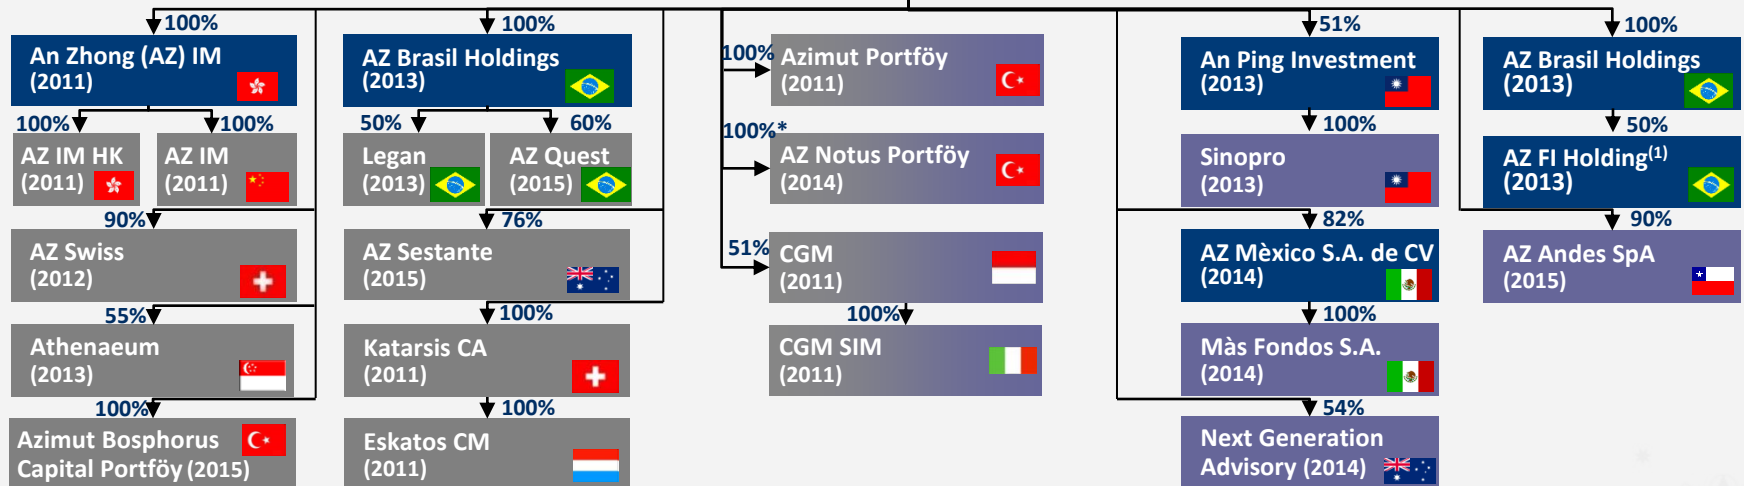 100%
An Zhong (AZ) IM
(2011)
100%
100%
AZ IM HK
(2011)
AZ IM
(2011)
90%
AZ Swiss
(2012)
55%
Athenaeum
(2013)
100%
Azimut Bosphorus
Capital Portföy (2015)
100%
AZ Brasil Holdings
(2013)
50%
60%
Legan
(2013)
AZ Quest
(2015)
76%
AZ Sestante
(2015)
100%
Katarsis CA
(2011)
100%
Eskatos CM
(2011)
100%
Azimut Portföy
(2011)
100%*
AZ Notus Portföy
(2014)
51%
CGM
(2011)
100%
CGM SIM
(2011)
51%
An Ping Investment
(2013)
100%
Sinopro
(2013)
82%
AZ Mèxico S.A. de CV
(2014)
100%
Màs Fondos S.A.
(2014)
54%
Next Generation
Advisory (2014)
100%
AZ Brasil Holdings
(2013)
50%
AZ FI Holding(1)
(2013)
90%
AZ Andes SpA
(2015)